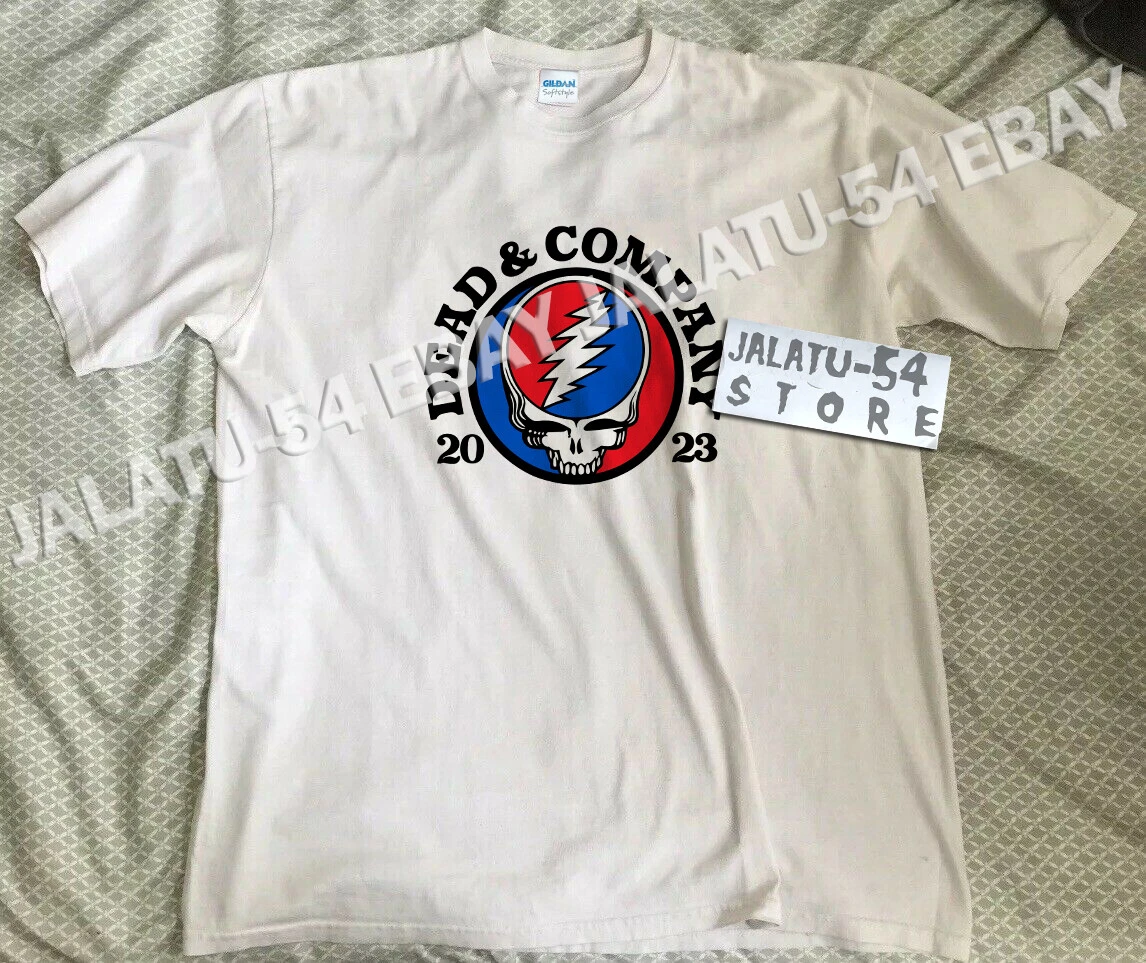 GILDAN
Softstyle
DEAD & COMPANY
20 23
JALATU-54
STORE
JALATU-54 EBAY JALATU-54 EBAY